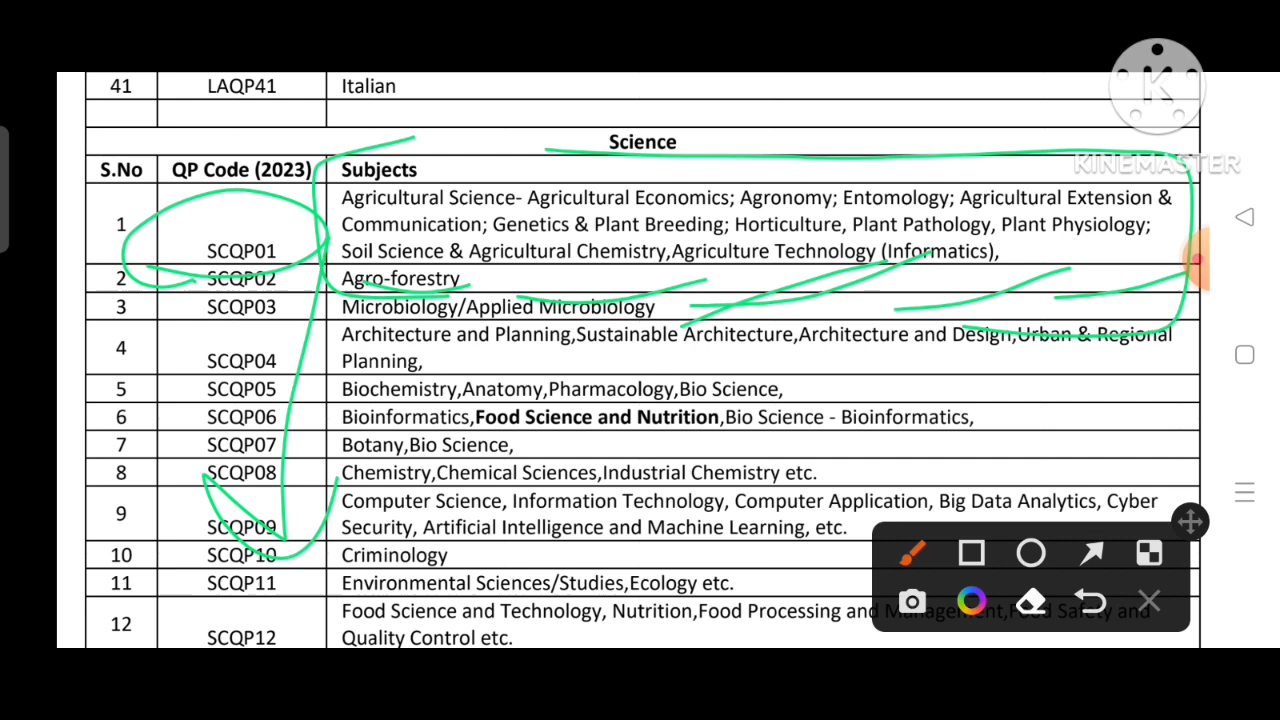 41 LAQP41 Italian
Science
S.No QP Code (2023) Subjects
1 SCQP01 Agricultural Science- Agricultural Economics; Agronomy; Entomology; Agricultural Extension &
Communication; Genetics & Plant Breeding; Horticulture, Plant Pathology, Plant Physiology;
Soil Science & Agricultural Chemistry,Agriculture Technology (Informatics),
2 SCQP02 Agro-forestry
3 SCQP03 Microbiology/Applied Microbiology
4 SCQP04 Architecture and Planning,Sustainable Architecture,Architecture and Design,Urban & Regional
Planning,
5 SCQP05 Biochemistry,Anatomy,Pharmacology,Bio Science,
6 SCQP06 Bioinformatics,Food Science and Nutrition,Bio Science - Bioinformatics,
7 SCQP07 Botany,Bio Science,
8 SCQP08 Chemistry,Chemical Sciences,Industrial Chemistry etc.
9 SCQP09 Computer Science, Information Technology, Computer Application, Big Data Analytics, Cyber
Security, Artificial Intelligence and Machine Learning, etc.
10 SCQP10 Criminology
11 SCQP11 Environmental Sciences/Studies,Ecology etc.
12 SCQP12 Food Science and Technology, Nutrition,Food Processing and Management,Food Safety and
Quality Control etc.
K
KINEMASTER